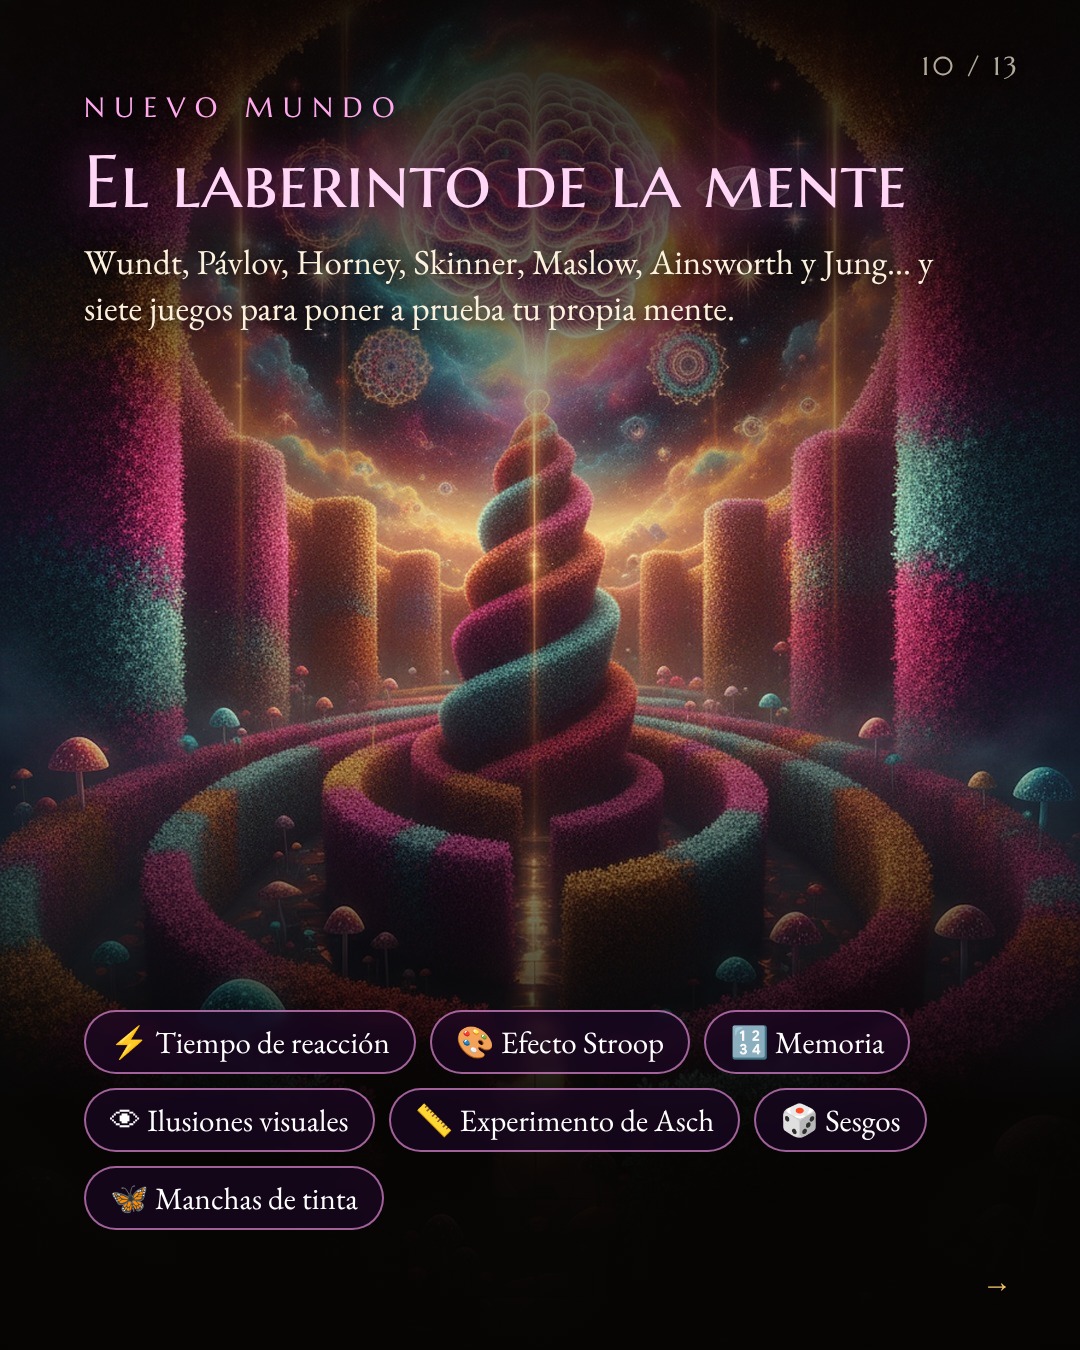 10 / 13
NUEVO MUNDO
El laberinto de la mente
Wundt, Pávlov, Horney, Skinner, Maslow, Ainsworth y Jung... y
siete juegos para poner a prueba tu propia mente.
⚡ Tiempo de reacción
🎨 Efecto Stroop
🔢 Memoria
👁 Ilusiones visuales
📏 Experimento de Asch
🎲 Sesgos
🦋 Manchas de tinta
→